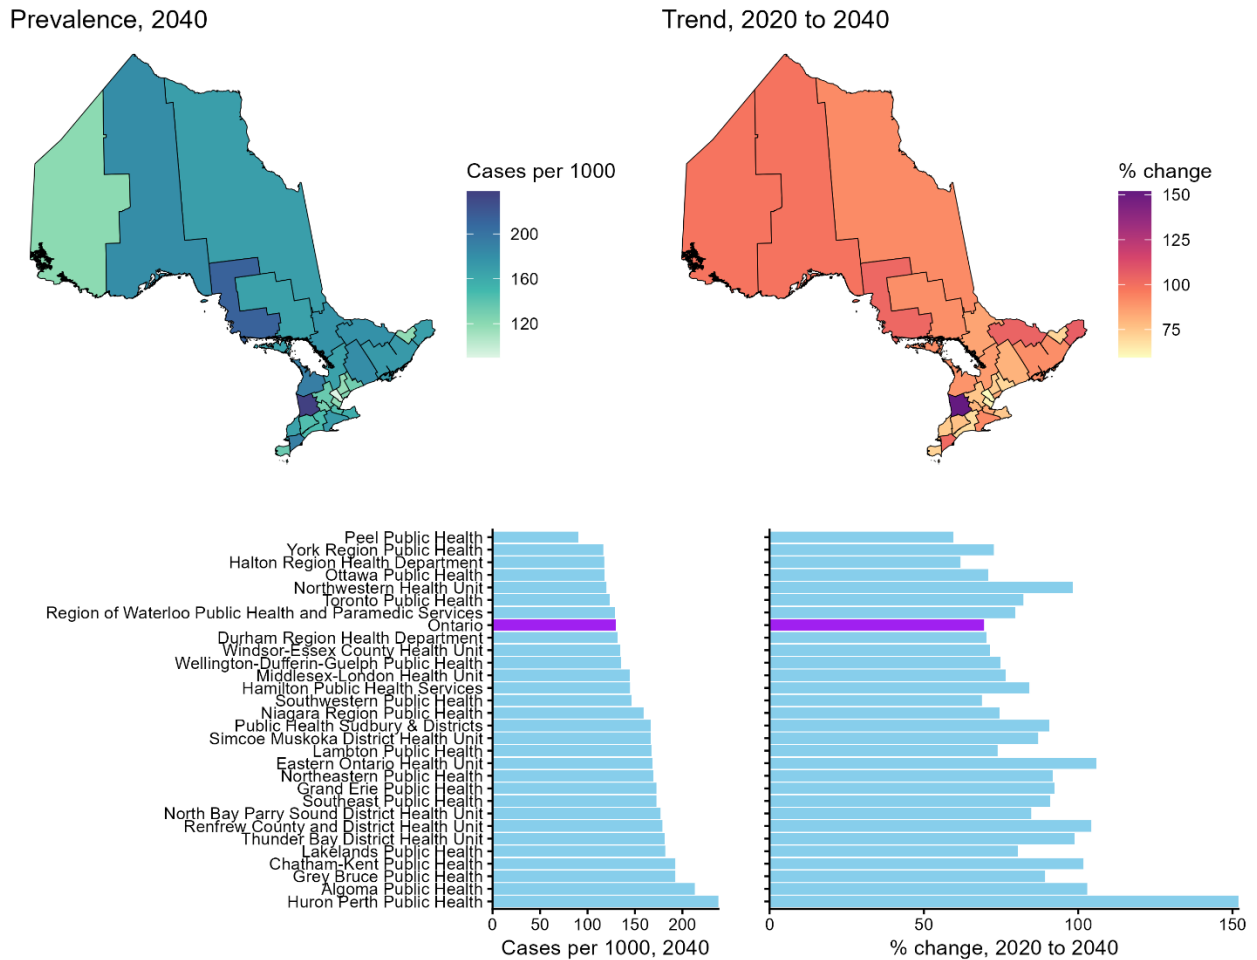 Prevalence, 2040
Trend, 2020 to 2040
Cases per 1000
200
160
120
% change
150
125
100
75
Peel Public Health
York Region Public Health
Halton Region Health Department
Ottawa Public Health
Northwestern Health Unit
Toronto Public Health
Region of Waterloo Public Health and Paramedic Services
Ontario
Durham Region Health Department
Windsor-Essex County Health Unit
Wellington-Dufferin-Guelph Public Health
Middlesex-London Health Unit
Hamilton Public Health Services
Southwestern Public Health
Niagara Region Public Health
Public Health Sudbury & Districts
Simcoe Muskoka District Health Unit
Lambton Public Health
Eastern Ontario Health Unit
Northeastern Public Health
Grand Erie Public Health
Southeast Public Health
North Bay Parry Sound District Health Unit
Renfrew County and District Health Unit
Thunder Bay District Health Unit
Lakelands Public Health
Chatham-Kent Public Health
Grey Bruce Public Health
Algoma Public Health
Huron Perth Public Health
0 50 100 150 200
Cases per 1000, 2040
0 50 100 150
% change, 2020 to 2040